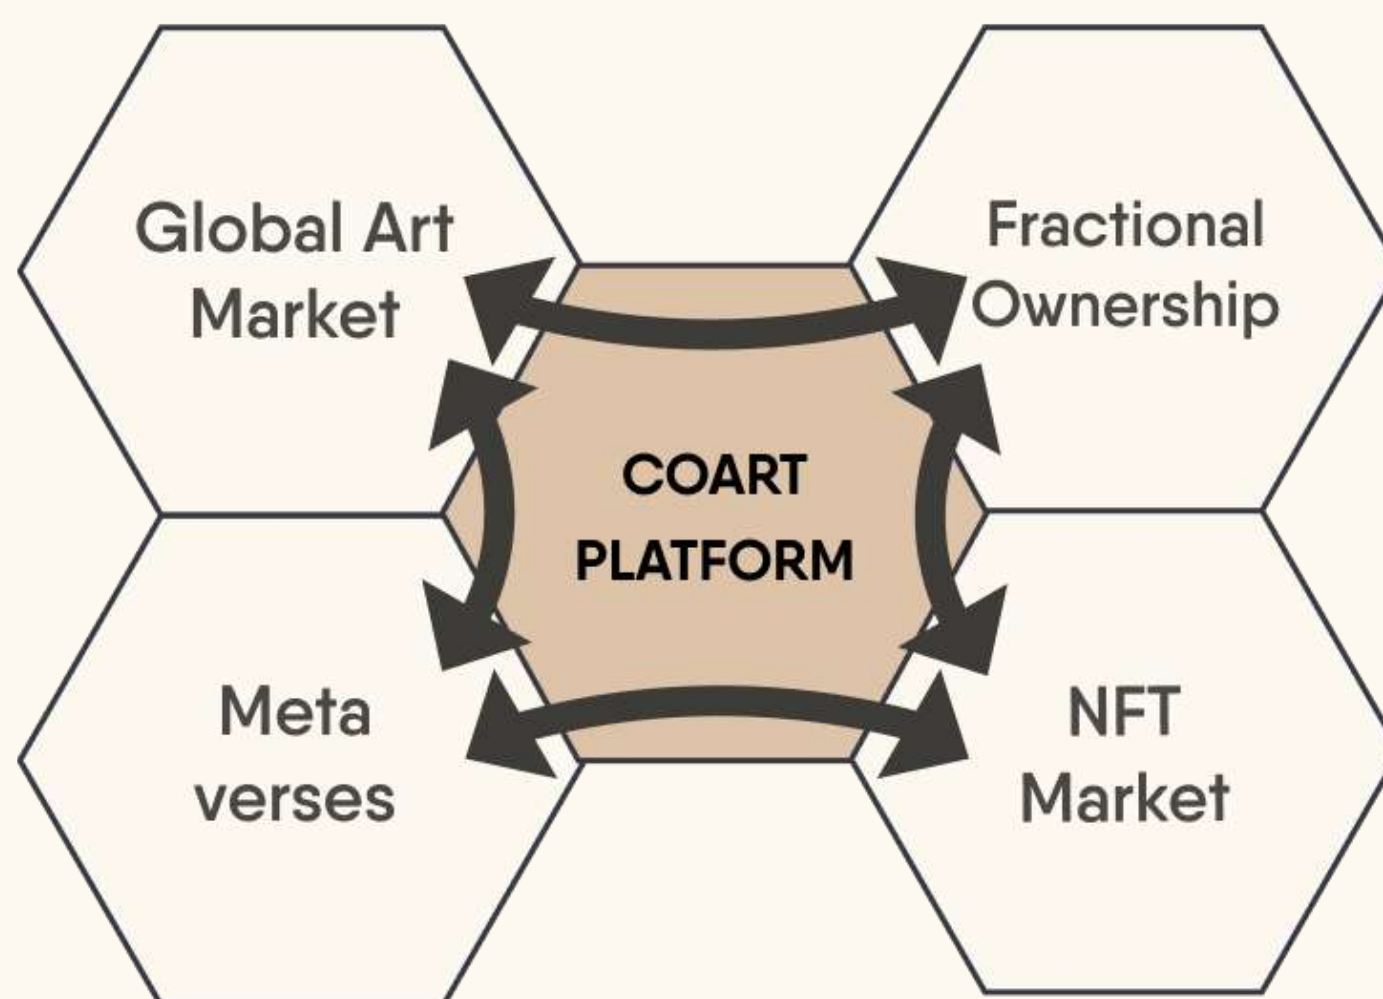 Global Art
Market
Fractional
Ownership
COART
PLATFORM
Meta
verses
NFT
Market